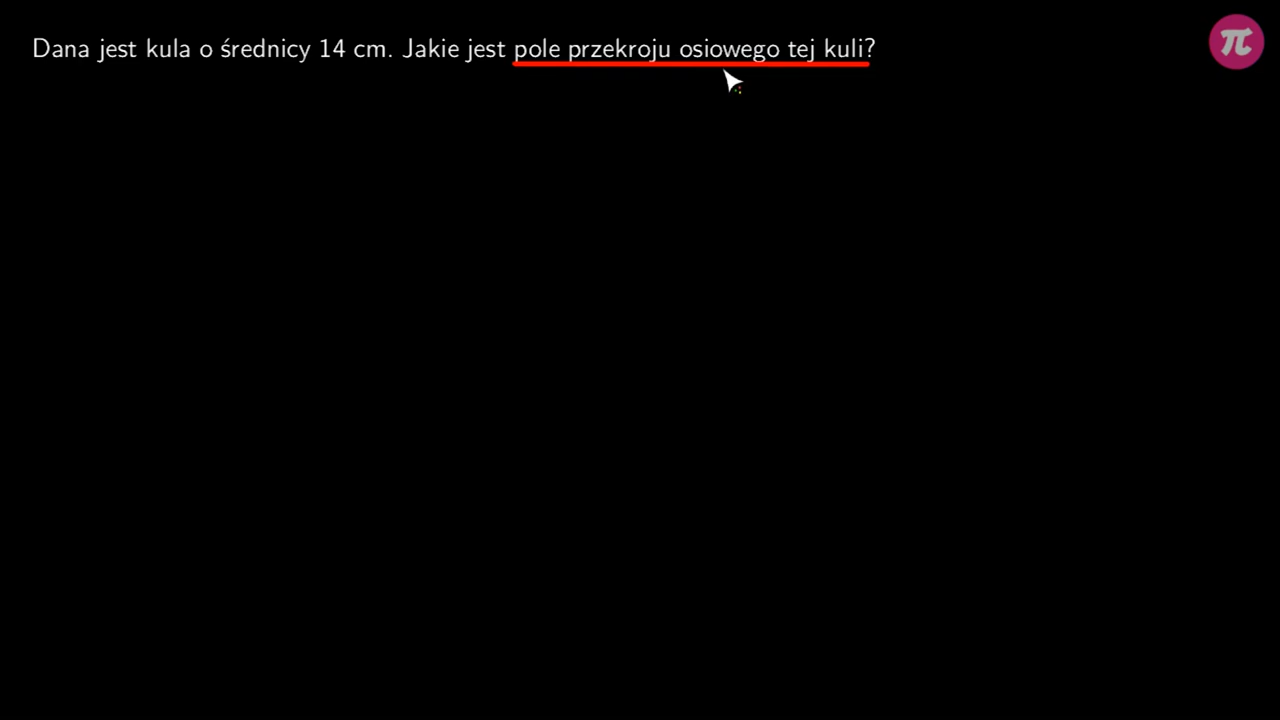 Dana jest kula o średnicy 14 cm. Jakie jest pole przekroju osiowego tej kuli?
π